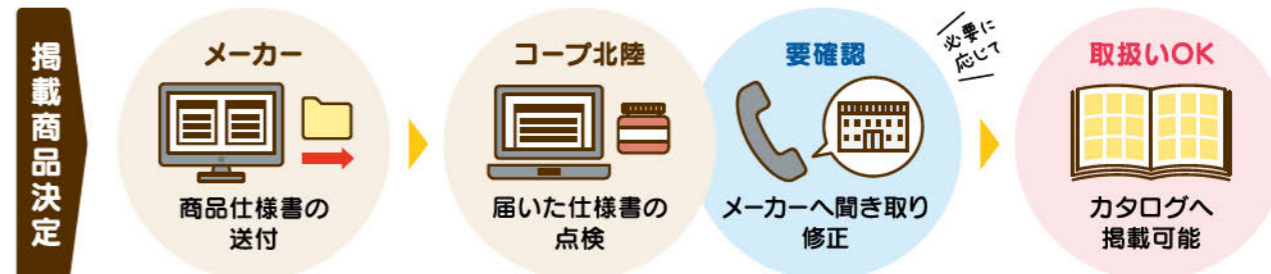 掲載商品決定
メーカー
商品仕様書の
送付
コープ北陸
届いた仕様書の
点検
要確認
メーカーへ聞き取り
修正
必要に
応じて
取扱いOK
カタログへ
掲載可能